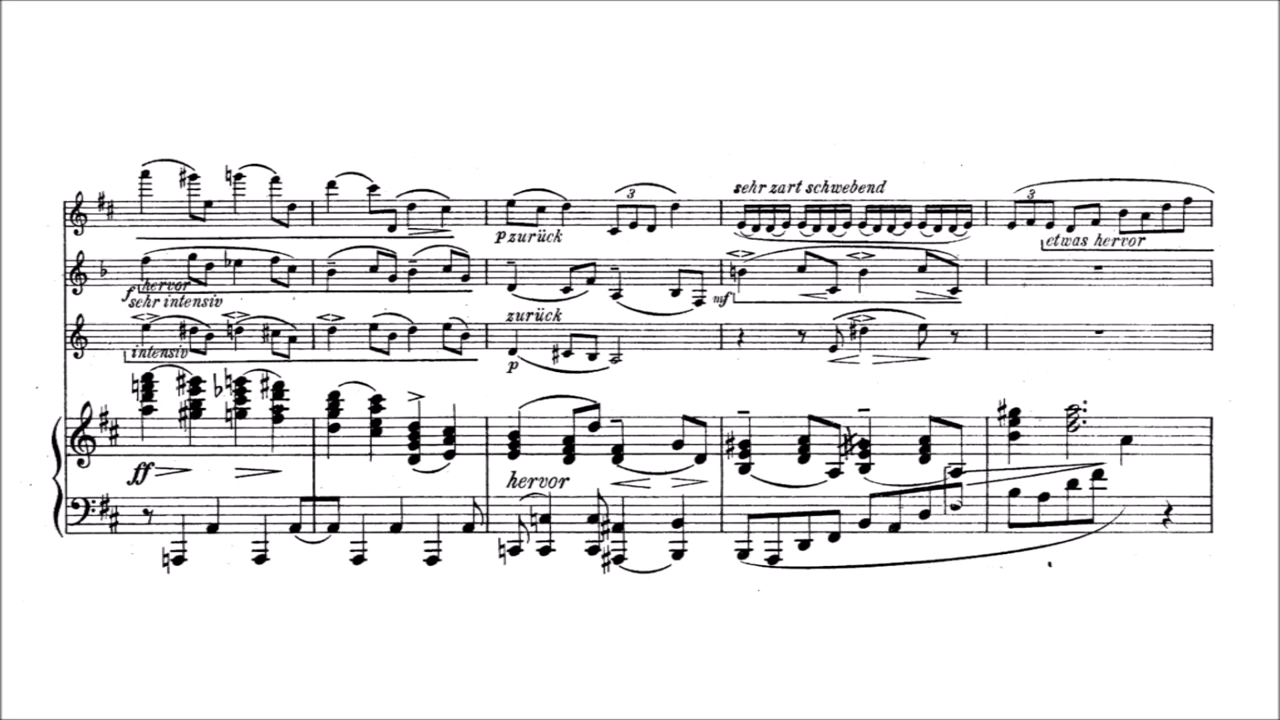 sehr zart schwebend
3
3
p zurück
etwas hervor
f hervor
sehr intensiv
mf
zurück
intensiv
p
ff
hervor